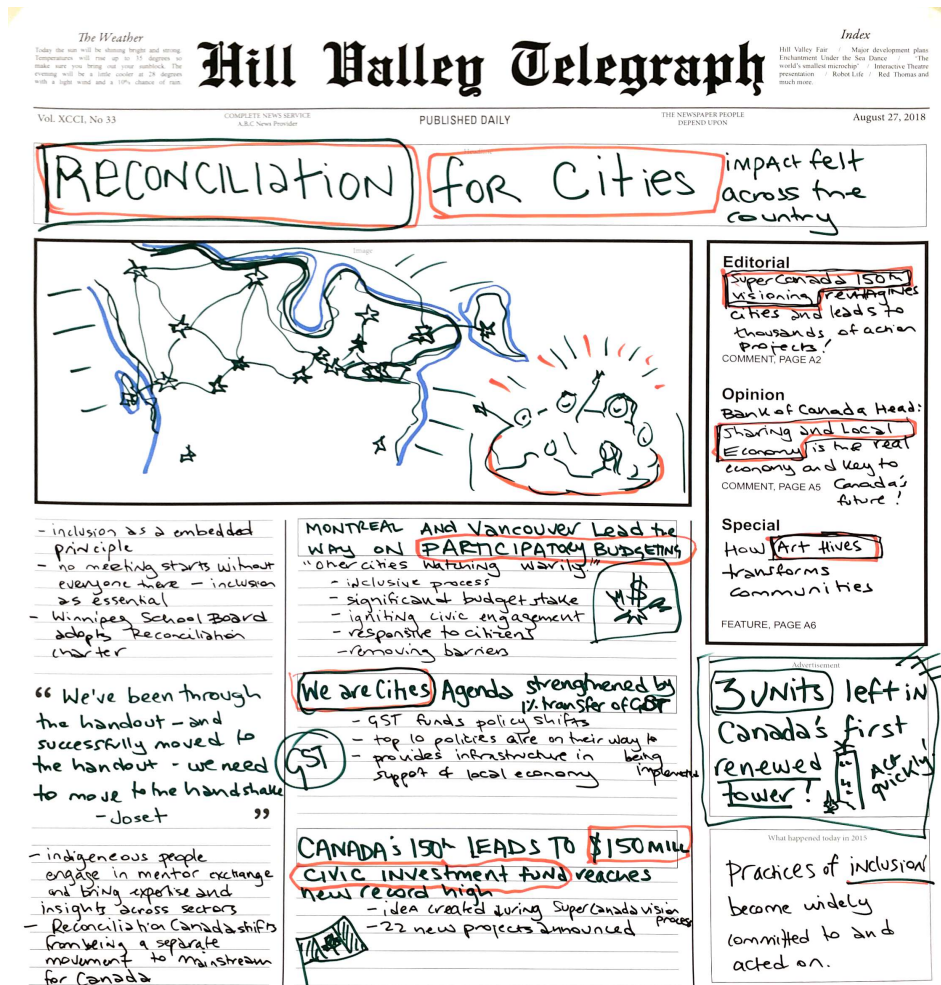 The Weather
Today the sun will be shining bright and strong.
Temperatures will rise up to 35 degrees so
make sure you bring out your sunblock. The
evening will be a little cooler at 28 degrees
with a light wind and a 10% chance of rain.
Hill Valley Telegraph
Index
Hill Valley Fair / Major development plans
Enchantment Under the Sea Dance / "The
world's smallest microchip" / Interactive Theatre
presentation / Robot Life / Red Thomas and
much more.
Vol. XCCI, No 33
COMPLETE NEWS SERVICE
A.B.C News Provider
PUBLISHED DAILY
THE NEWSPAPER PEOPLE
DEPEND UPON
August 27, 2018
Headline
RECONCILIATION for Cities
IMPACT felt
across the
country
Image
Editorial
Super Canada 150th
visioning reimagines
cities and leads to
thousands of action
projects!
COMMENT, PAGE A2
Opinion
Bank of Canada Head:
Sharing and Local
Economy is the real
economy and key to
COMMENT, PAGE A5 Canada's
future!
Special
How Art Hives
transforms
communities
FEATURE, PAGE A6
- inclusion as a embedded
principle
- no meeting starts without
everyone there - inclusion
as essential
- Winnipeg School Board
adopts Reconciliation
charter
"We've been through
the handout - and
successfully moved to
the handout - we need
to move to the handshake
- Joset "
- indigeneous people
engage in mentor exchange
and bring expertise and
insights across sectors
- Reconciliation Canada shifts
from being a separate
movement to mainstream
for Canada
MONTREAL AND Vancouver Lead the
WAY ON PARTICIPATORY BUDGETING
"other cities watching warily!"
- inclusive process
- significant budget stake
- igniting civic engagement
- responsive to citizens
- removing barriers
$
We are Cities Agenda strengthened by
1% transfer of GST
- GST funds policy shifts
- top 10 policies are on their way to
being
implemented
- provides infrastructure in
support of local economy
GST
CANADA's 150th LEADS TO $150 MILL
CIVIC INVESTMENT fund reaches
new record high
- idea created during SuperCanada vision
process
- 22 new projects announced
Advertisement
3 UNITS left in
Canada's first
renewed
tower!
Act
quickly!
What happened today in 2015
Practices of inclusion
become widely
committed to and
acted on.